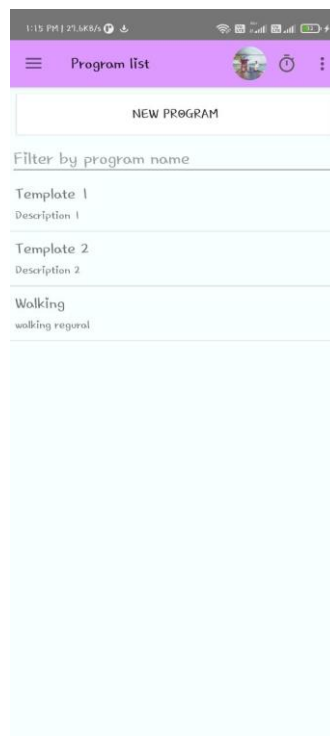 1:15 PM | 27.6KB/s
Program list
NEW PROGRAM
Filter by program name
Template 1
Description 1
Template 2
Description 2
Walking
walking regural